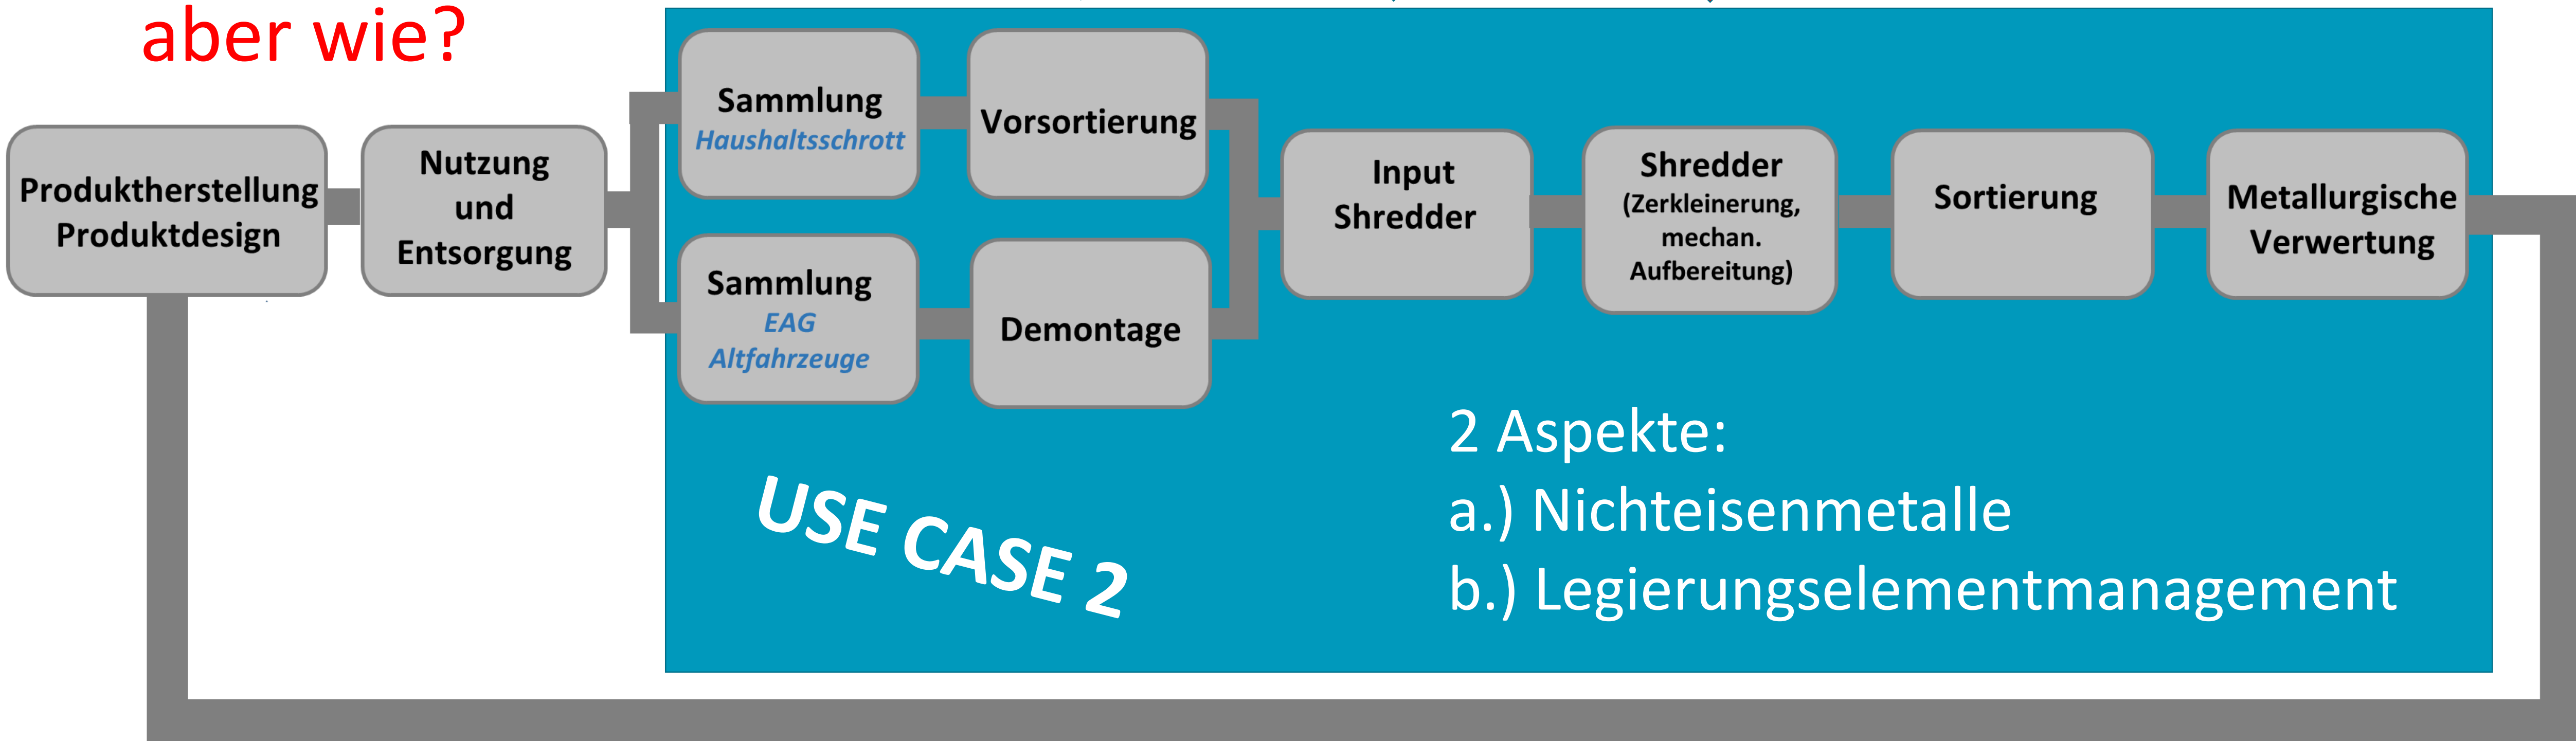 aber wie?
Produktherstellung
Produktdesign
Nutzung
und
Entsorgung
Sammlung
Haushaltsschrott
Vorsortierung
Sammlung
EAG
Altfahrzeuge
Demontage
Input
Shredder
Shredder
(Zerkleinerung,
mechan.
Aufbereitung)
Sortierung
Metallurgische
Verwertung
USE CASE 2
2 Aspekte:
a.) Nichteisenmetalle
b.) Legierungselementmanagement